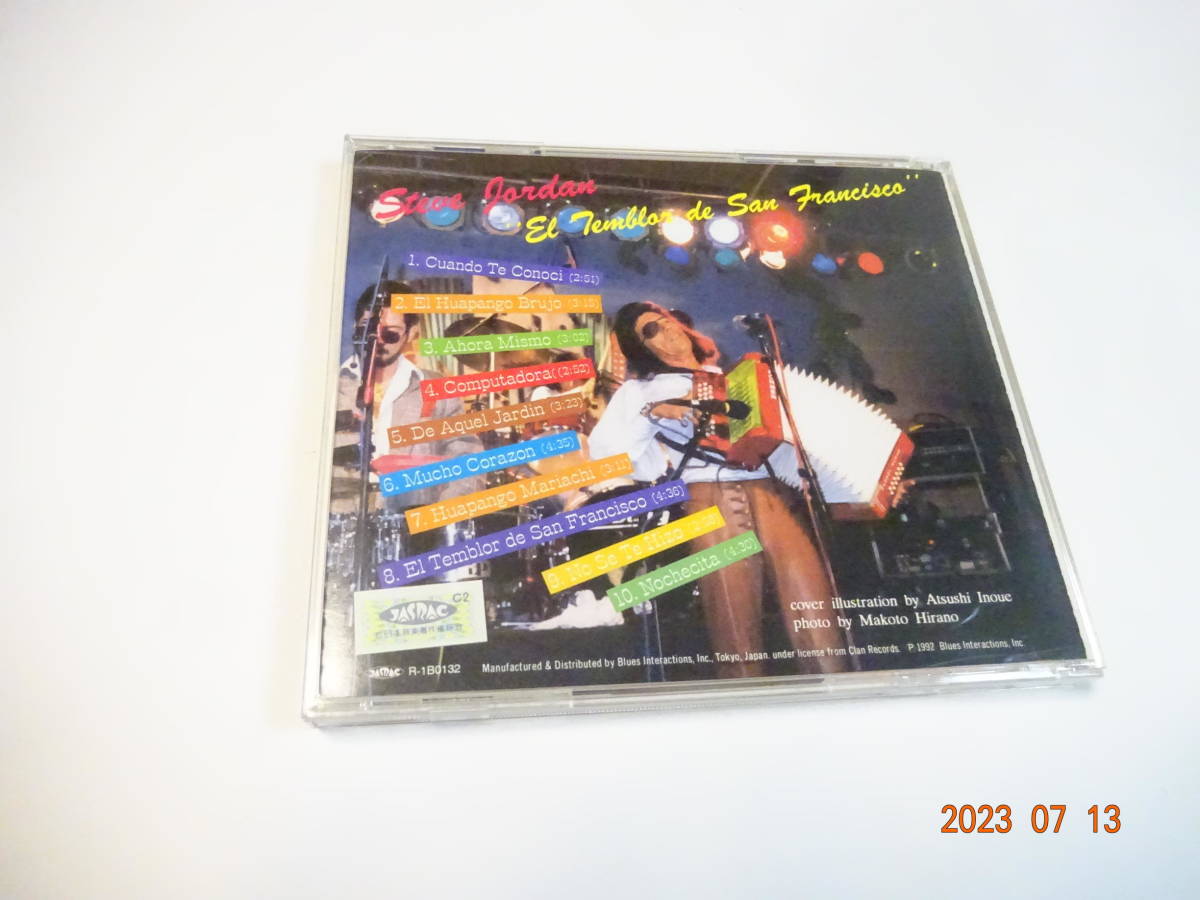 Steve Jordan
"El Temblor de San Francisco"
1. Cuando Te Conoci (2:51)
2. El Huapango Brujo (3:15)
3. Ahora Mismo (3:02)
4. Computadora( (2:52)
5. De Aquel Jardin (3:23)
6. Mucho Corazon (4:35)
7. Huapango Mariachi (3:11)
8. El Temblor de San Francisco (4:36)
9. No Se Te Hizo
10. Nochecita (4:30)
cover illustration by Atsushi Inoue
photo by Makoto Hirano
C2
JASRAC
JASRAC R-1B0132
Manufactured & Distributed by Blues Interactions, Inc., Tokyo, Japan. under license from Clan Records. ℗ 1992 Blues Interactions, Inc.
2023 07 13